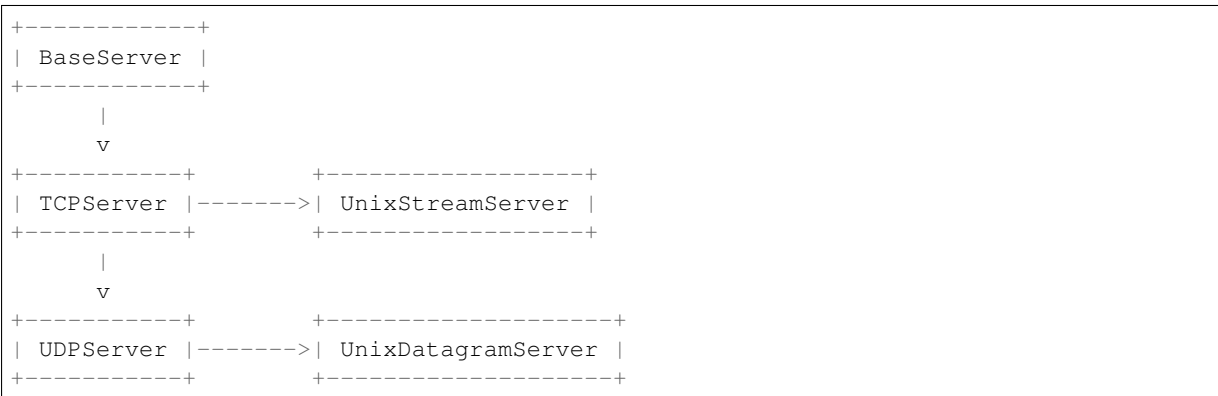 +------------+
| BaseServer |
+------------+
      |
      v
+-----------+        +------------------+
| TCPServer |------->| UnixStreamServer |
+-----------+        +------------------+
      |
      v
+-----------+        +--------------------+
| UDPServer |------->| UnixDatagramServer |
+-----------+        +--------------------+